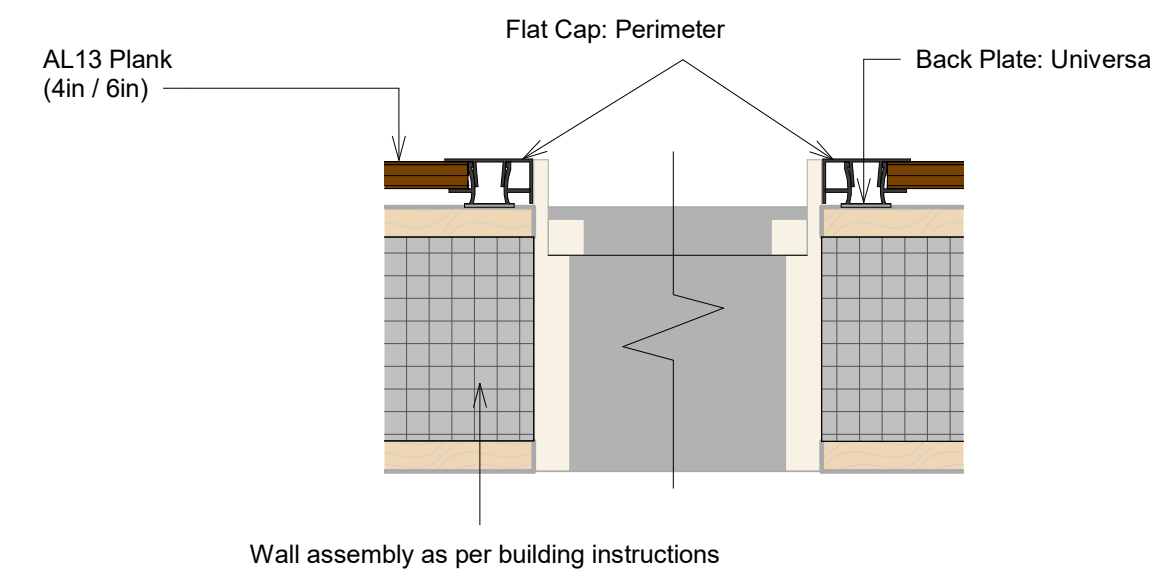 Flat Cap: Perimeter
AL13 Plank
(4in / 6in)
Back Plate: Universa
Wall assembly as per building instructions